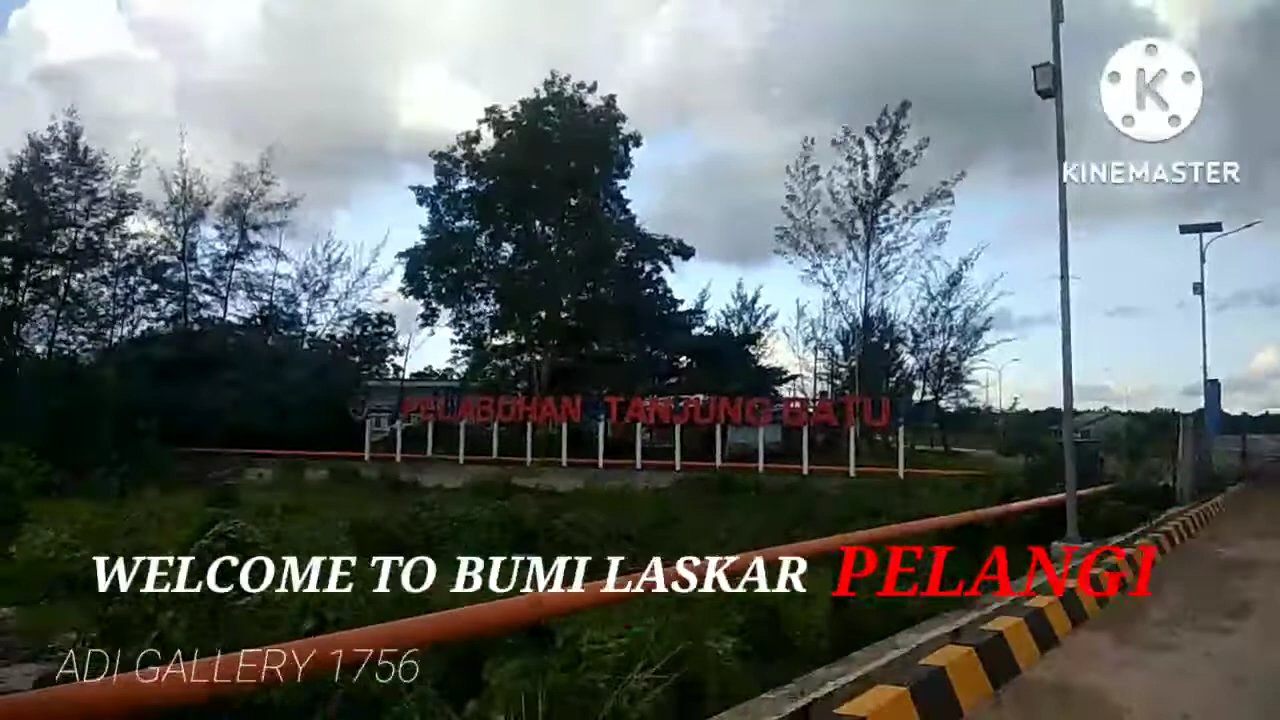 K
KINEMASTER
PELABUHAN TANJUNG BATU
WELCOME TO BUMI LASKAR PELANGI
ADI GALLERY 1756